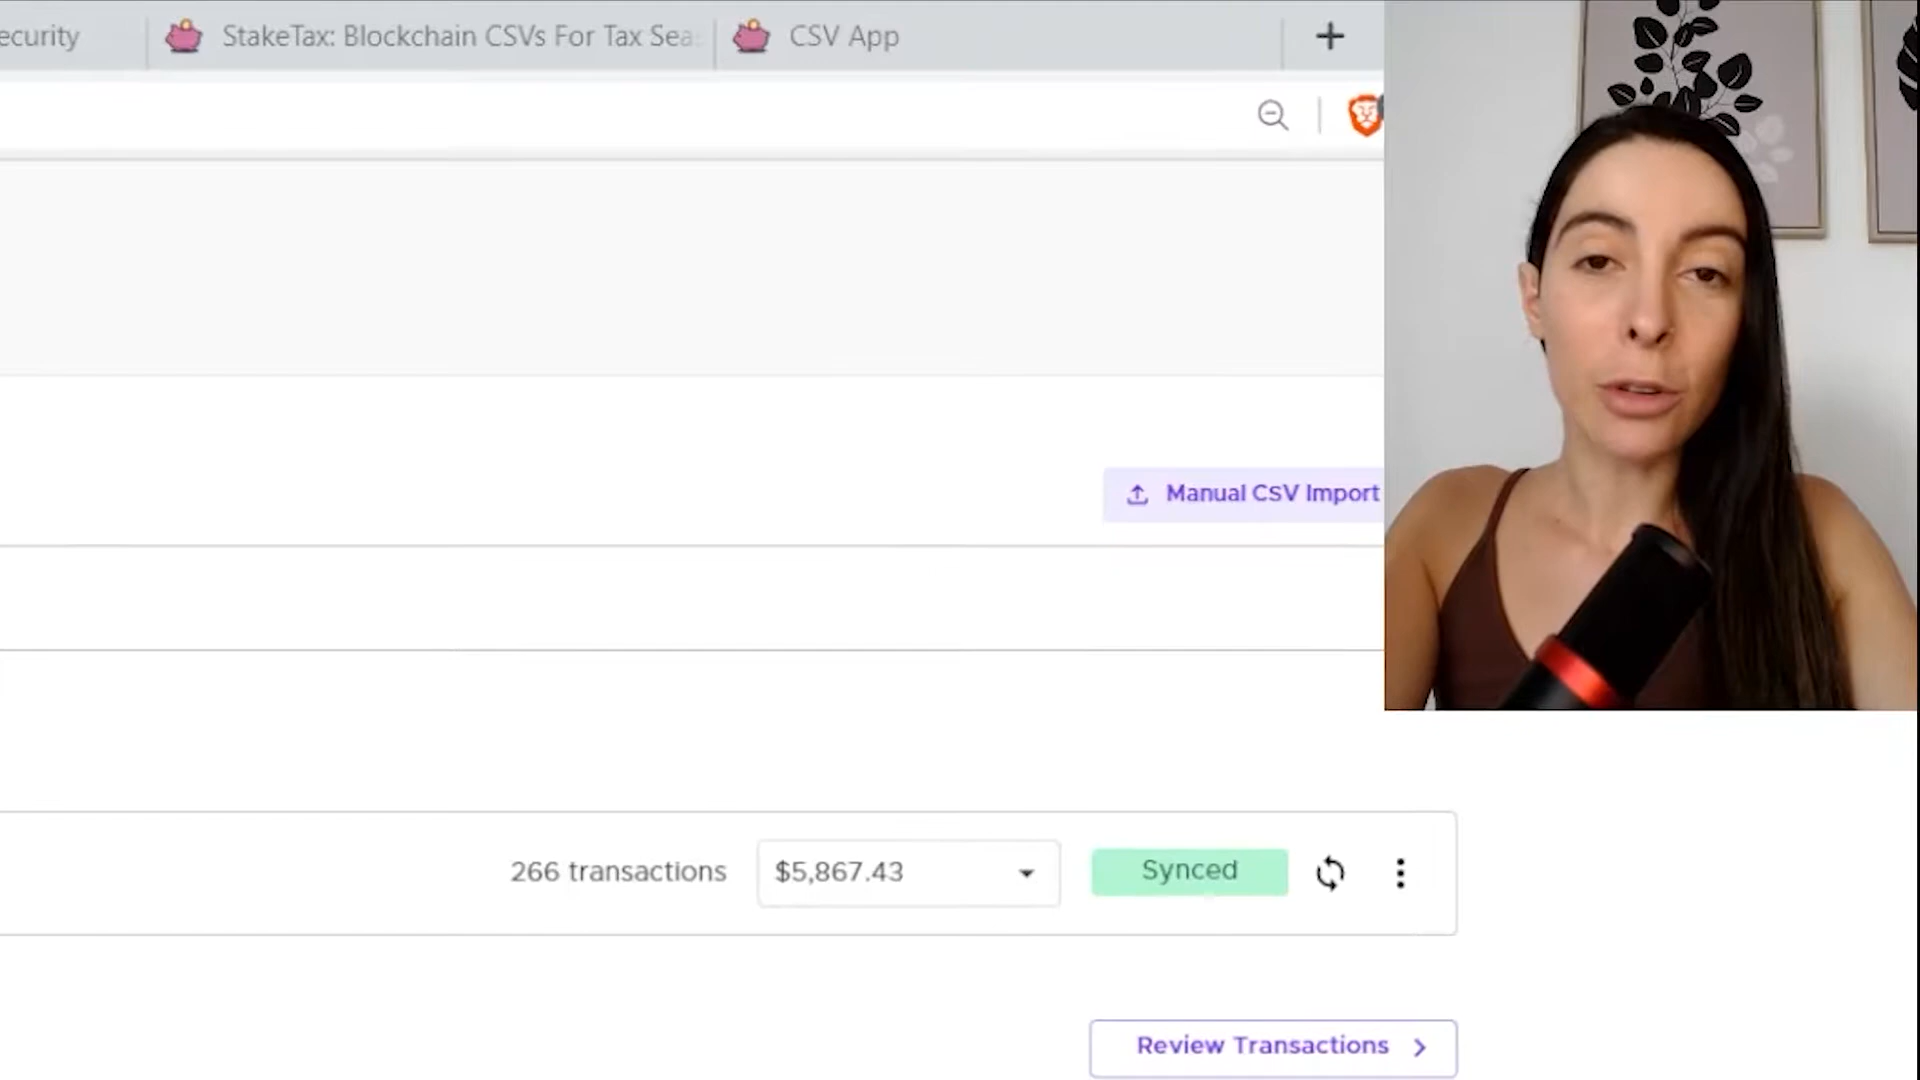 ecurity
StakeTax: Blockchain CSVs For Tax Sea
CSV App
Manual CSV Import
266 transactions
$5,867.43
Synced
Review Transactions